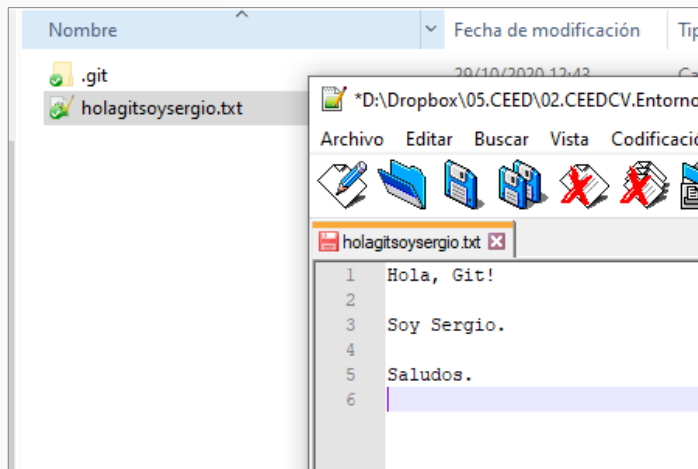 Nombre
Fecha de modificación
.git
29/10/2020 12:43
holagitsoysergio.txt
*D:\Dropbox\05.CEED\02.CEEDCV.Entorno
Archivo Editar Buscar Vista Codificació
holagitsoysergio.txt
1 Hola, Git!
2
3 Soy Sergio.
4
5 Saludos.
6